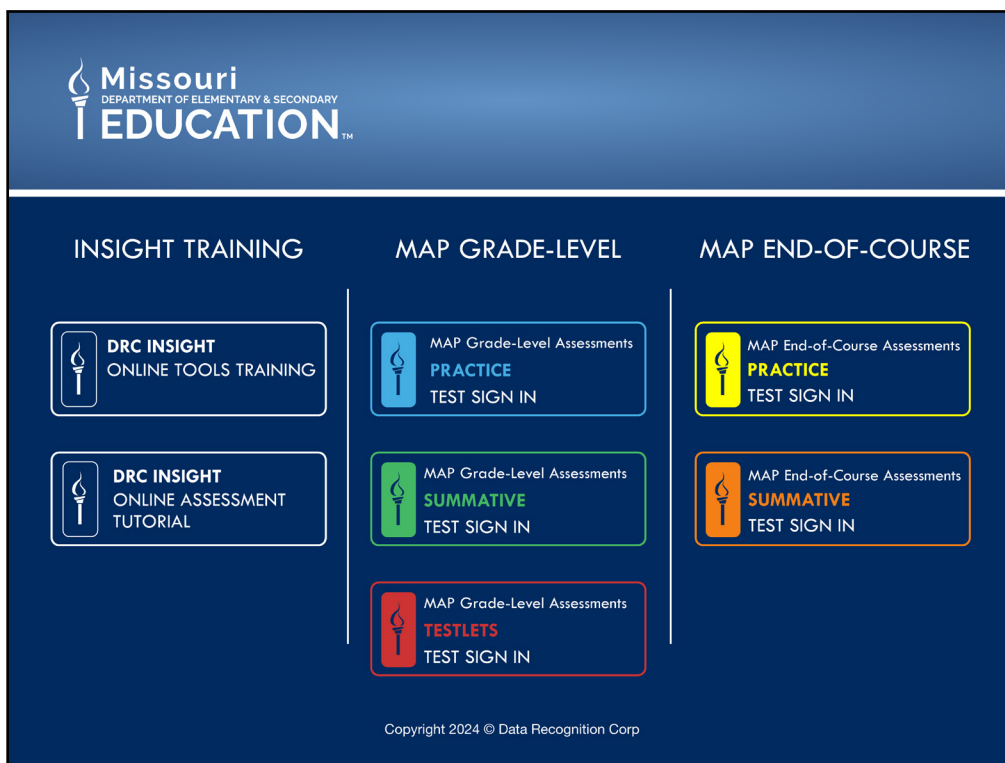 Missouri
DEPARTMENT OF ELEMENTARY & SECONDARY
EDUCATION™
INSIGHT TRAINING
DRC INSIGHT
ONLINE TOOLS TRAINING
DRC INSIGHT
ONLINE ASSESSMENT
TUTORIAL
MAP GRADE-LEVEL
MAP Grade-Level Assessments
PRACTICE
TEST SIGN IN
MAP Grade-Level Assessments
SUMMATIVE
TEST SIGN IN
MAP Grade-Level Assessments
TESTLETS
TEST SIGN IN
MAP END-OF-COURSE
MAP End-of-Course Assessments
PRACTICE
TEST SIGN IN
MAP End-of-Course Assessments
SUMMATIVE
TEST SIGN IN
Copyright 2024 © Data Recognition Corp